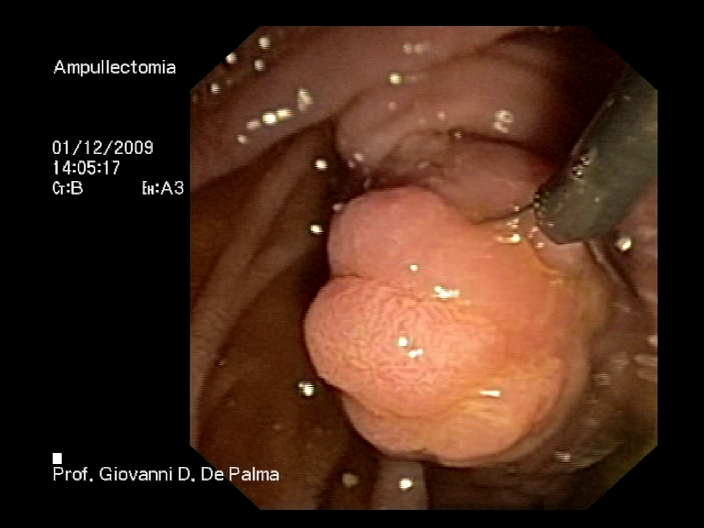 Ampullectomia
01/12/2009
14:05:17
Cr:B Eh:A3
Prof. Giovanni D. De Palma